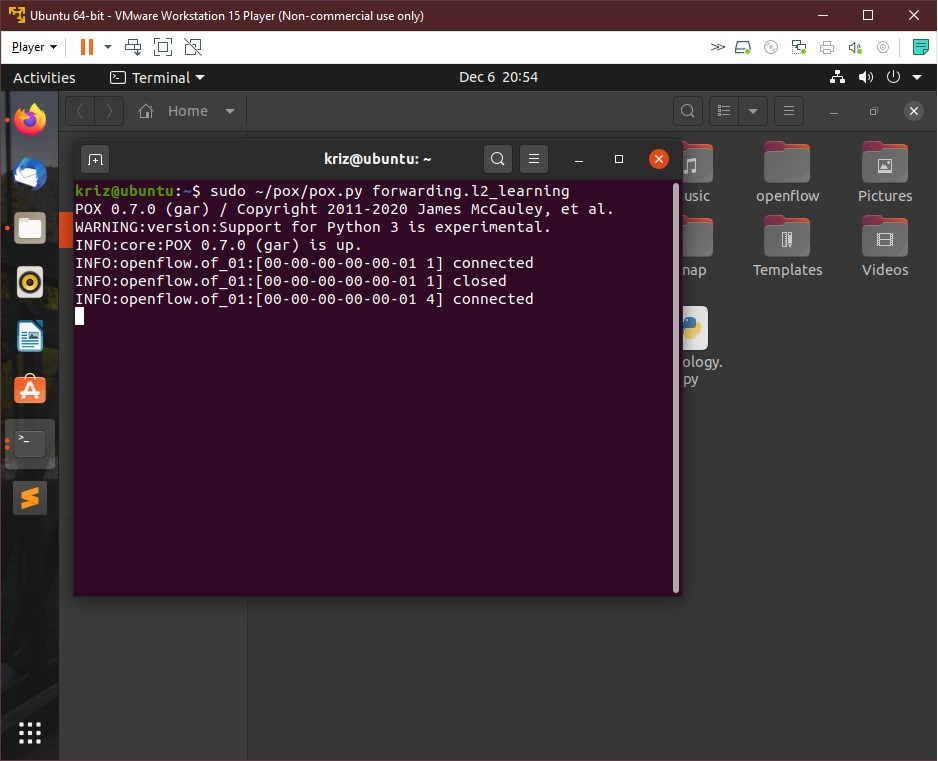 Ubuntu 64-bit - VMware Workstation 15 Player (Non-commercial use only)
Player
Activities
Terminal
Dec 6 20:54
Home
kriz@ubuntu: ~
kriz@ubuntu:~$ sudo ~/pox/pox.py forwarding.l2_learning
POX 0.7.0 (gar) / Copyright 2011-2020 James McCauley, et al.
WARNING:version:Support for Python 3 is experimental.
INFO:core:POX 0.7.0 (gar) is up.
INFO:openflow.of_01:[00-00-00-00-00-01 1] connected
INFO:openflow.of_01:[00-00-00-00-00-01 1] closed
INFO:openflow.of_01:[00-00-00-00-00-01 4] connected
usic
openflow
Pictures
nap
Templates
Videos
ology.
py